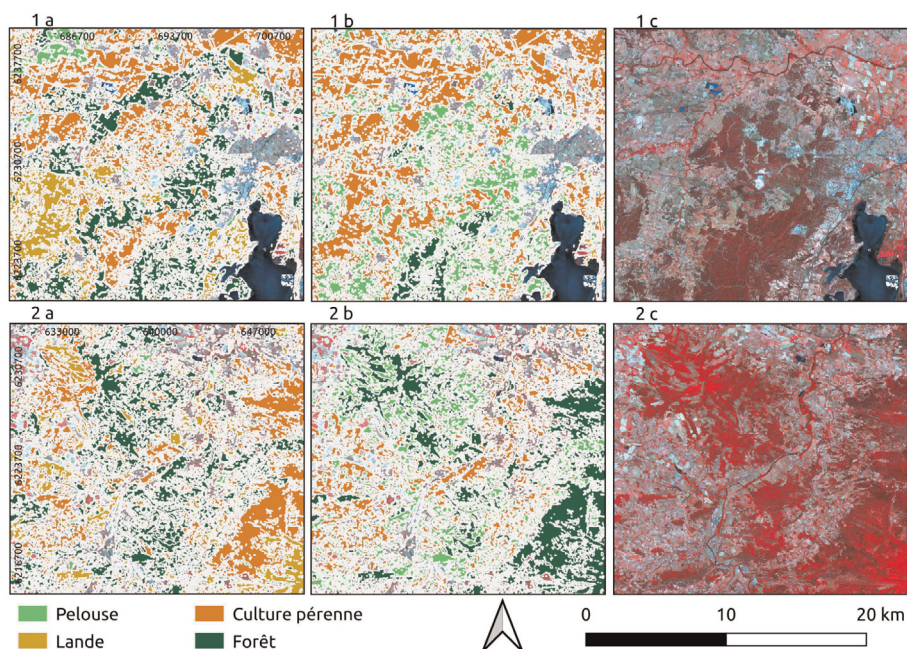 1 a
1 b
1 c
686700
693700
700700
6237700
6230700
6223700
2 a
2 b
2 c
633000
640000
647000
6230700
6223700
6216700
Pelouse
Culture pérenne
0
10
20 km
Lande
Forêt